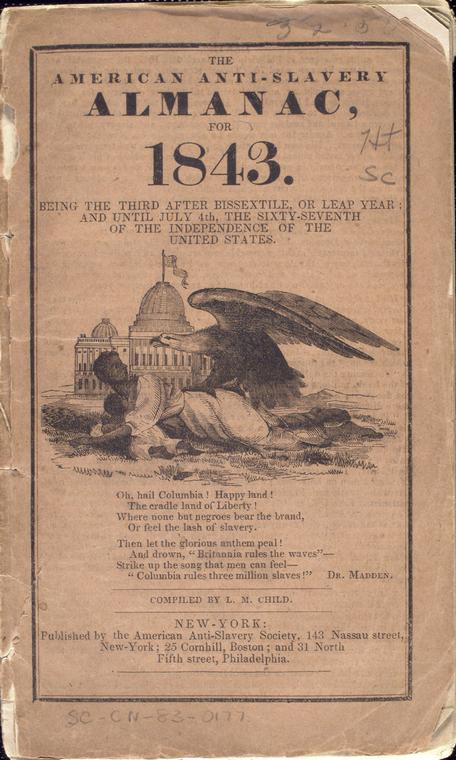 THE
AMERICAN ANTI-SLAVERY
ALMANAC,
FOR
1843.
BEING THE THIRD AFTER BISSEXTILE, OR LEAP YEAR;
AND UNTIL JULY 4th, THE SIXTY-SEVENTH
OF THE INDEPENDENCE OF THE
UNITED STATES.
Ht
Sc
Oh, hail Columbia! Happy land!
The cradle land of Liberty!
Where none but negroes bear the brand,
Or feel the lash of slavery.
Then let the glorious anthem peal!
And drown, "Britannia rules the waves"—
Strike up the song that men can feel—
"Columbia rules three million slaves!" DR. MADDEN.
COMPILED BY L. M. CHILD.
NEW-YORK:
Published by the American Anti-Slavery Society, 143 Nassau street,
New-York; 25 Cornhill, Boston; and 31 North
Fifth street, Philadelphia.
SC-CN-83-0177